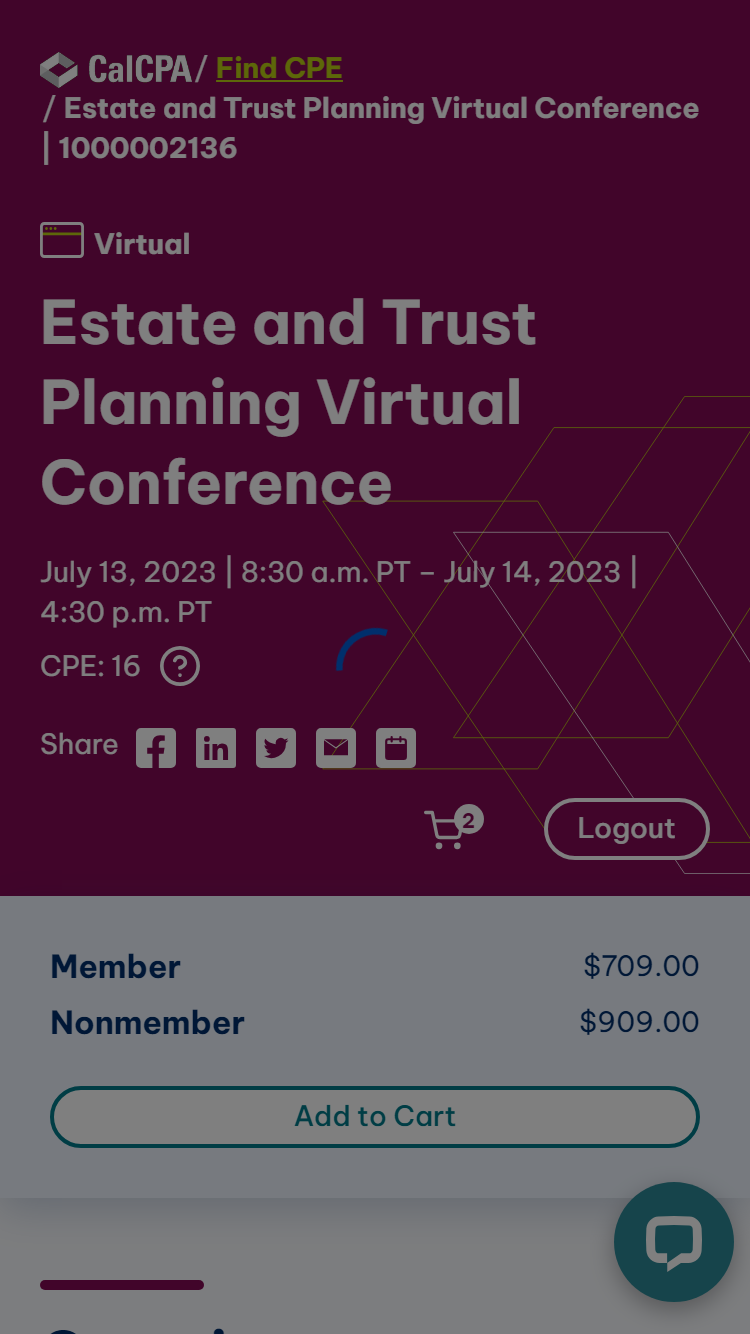 CalCPA / Find CPE
/ Estate and Trust Planning Virtual Conference
| 1000002136
Virtual
Estate and Trust
Planning Virtual
Conference
July 13, 2023 | 8:30 a.m. PT – July 14, 2023 |
4:30 p.m. PT
CPE: 16 ?
Share
2
Logout
Member $709.00
Nonmember $909.00
Add to Cart